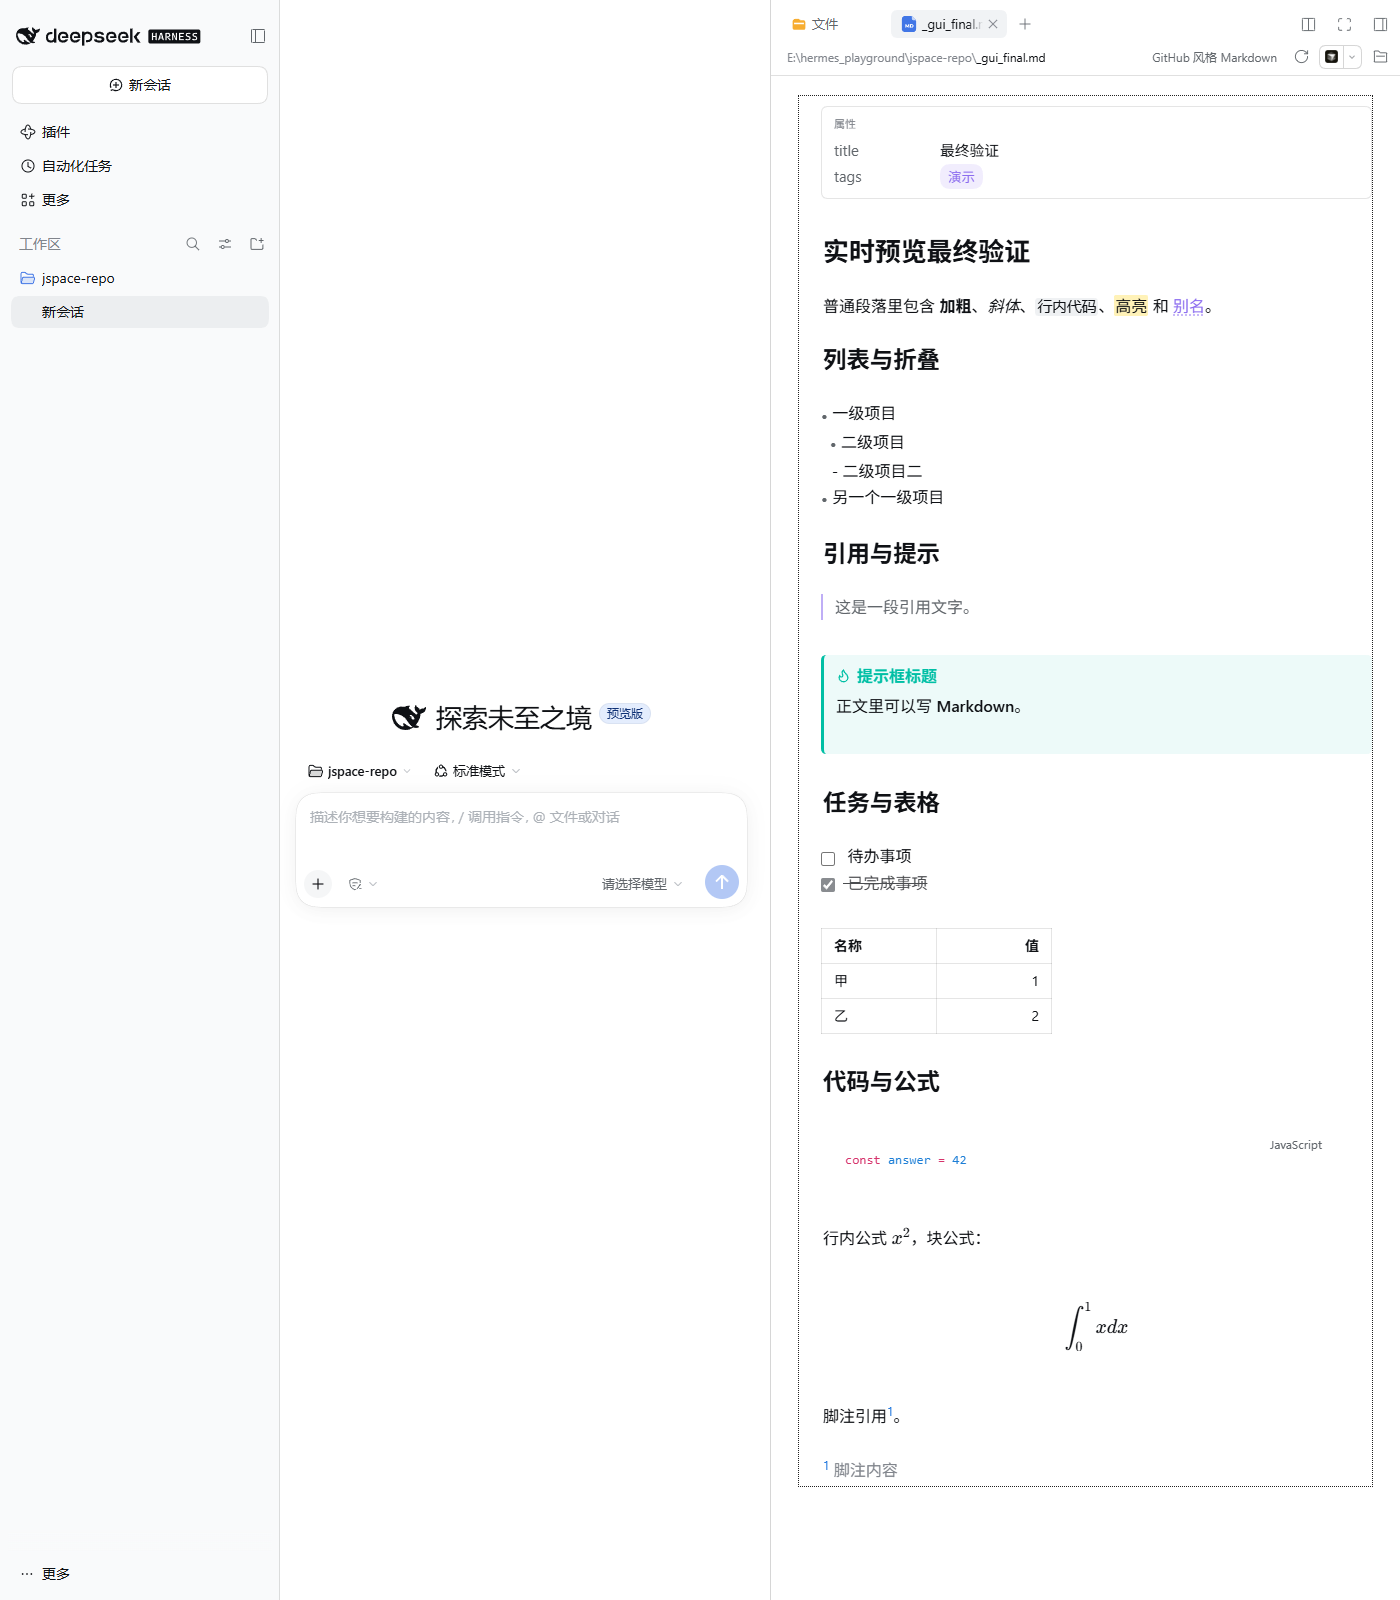 deepseek HARNESS
新会话
插件
自动化任务
更多
工作区
jspace-repo
新会话
更多
探索未至之境 预览版
jspace-repo 标准模式
描述你想要构建的内容, / 调用指令, @ 文件或对话
请选择模型
文件 _gui_final.
E:\hermes_playground\jspace-repo\_gui_final.md GitHub 风格 Markdown
属性
title 最终验证
tags 演示
实时预览最终验证
普通段落里包含 加粗、斜体、行内代码、高亮 和 别名。
列表与折叠
• 一级项目
• 二级项目
- 二级项目二
• 另一个一级项目
引用与提示
这是一段引用文字。
提示框标题
正文里可以写 Markdown。
任务与表格
待办事项
已完成事项
名称 值
甲 1
乙 2
代码与公式
JavaScript
const answer = 42
行内公式 x²，块公式：
∫₀¹ xdx
脚注引用¹。
¹ 脚注内容